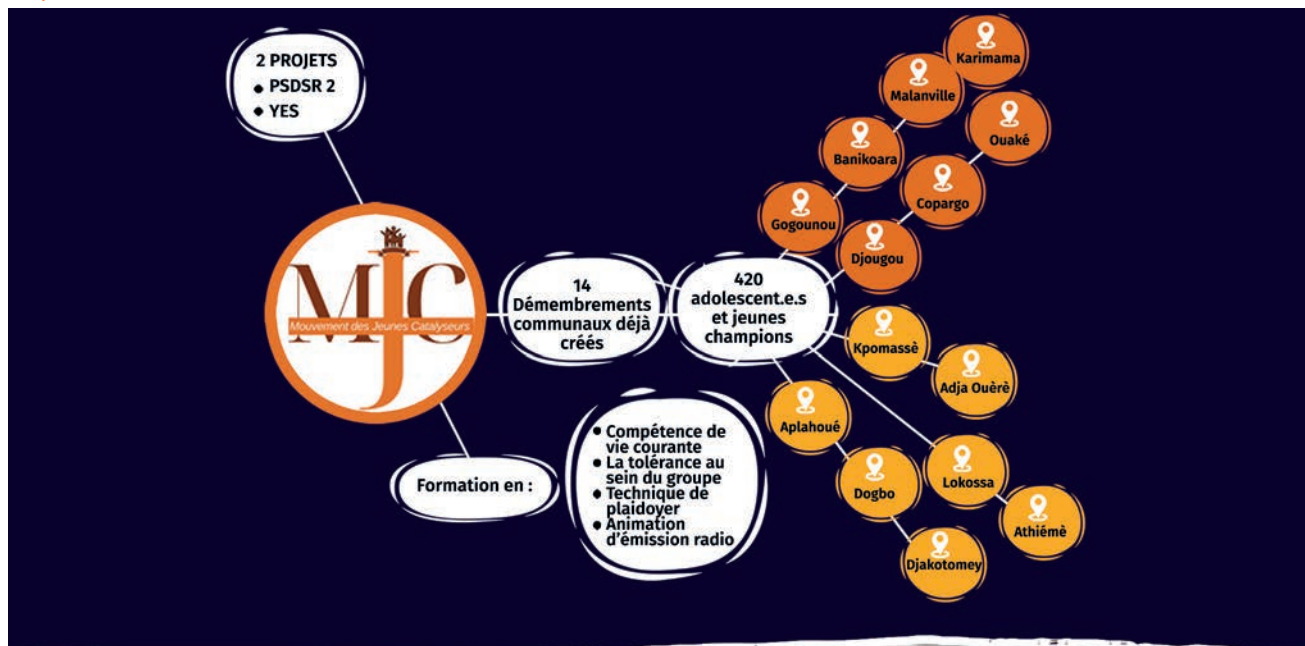 2 PROJETS
• PSDSR 2
• YES
MJC
Mouvement des Jeunes Catalyseurs
14
Démembrements
communaux déjà
créés
420
adolescent.e.s
et jeunes
champions
Karimama
Malanville
Banikoara
Gogounou
Ouaké
Copargo
Djougou
Kpomassè
Adja Ouèrè
Aplahoué
Dogbo
Djakotomey
Lokossa
Athiémè
Formation en :
• Compétence de
vie courante
• La tolérance au
sein du groupe
• Technique de
plaidoyer
• Animation
d'émission radio